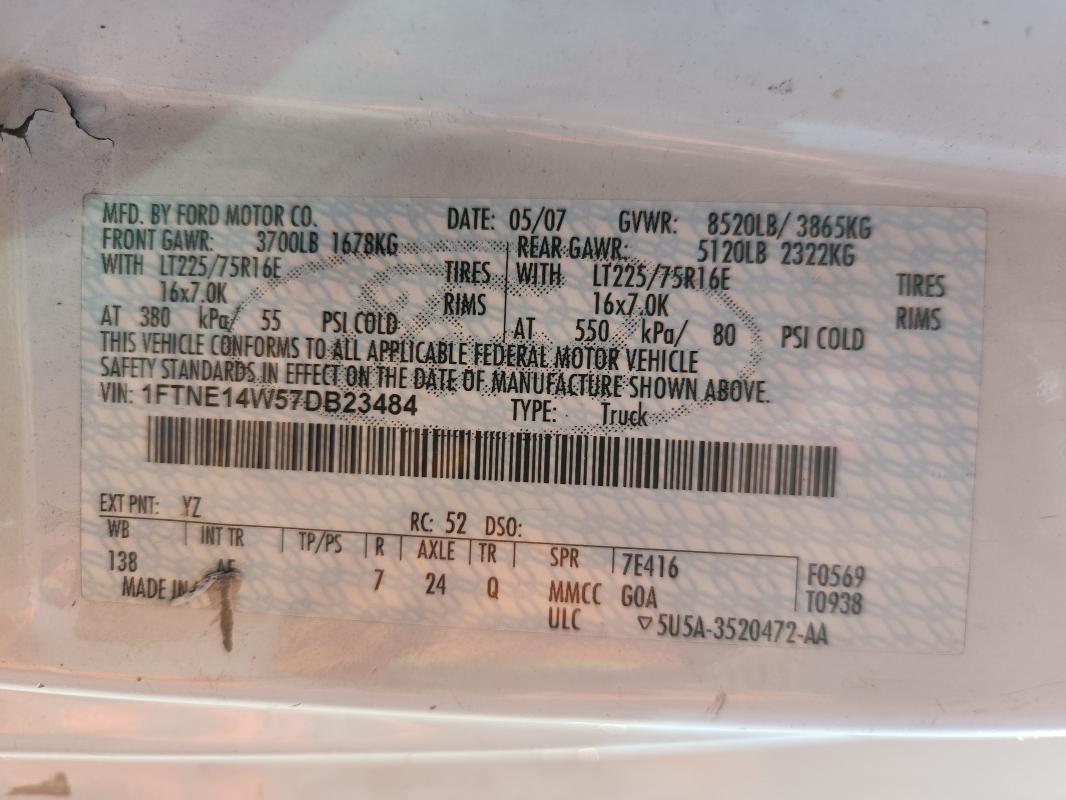 MFD. BY FORD MOTOR CO. DATE: 05/07 GVWR: 8520LB/ 3865KG
FRONT GAWR: 3700LB 1678KG REAR GAWR: 5120LB 2322KG
WITH LT225/75R16E TIRES WITH LT225/75R16E TIRES
16x7.0K RIMS 16x7.0K RIMS
AT 380 kPa/ 55 PSI COLD AT 550 kPa/ 80 PSI COLD
THIS VEHICLE CONFORMS TO ALL APPLICABLE FEDERAL MOTOR VEHICLE
SAFETY STANDARDS IN EFFECT ON THE DATE OF MANUFACTURE SHOWN ABOVE.
VIN: 1FTNE14W57DB23484 TYPE: Truck
EXT PNT: YZ RC: 52 DSO:
WB INT TR TP/PS R AXLE TR SPR 7E416
138 AE 7 24 Q F0569
MADE IN MMCC GOA T0938
ULC ▽5U5A-3520472-AA